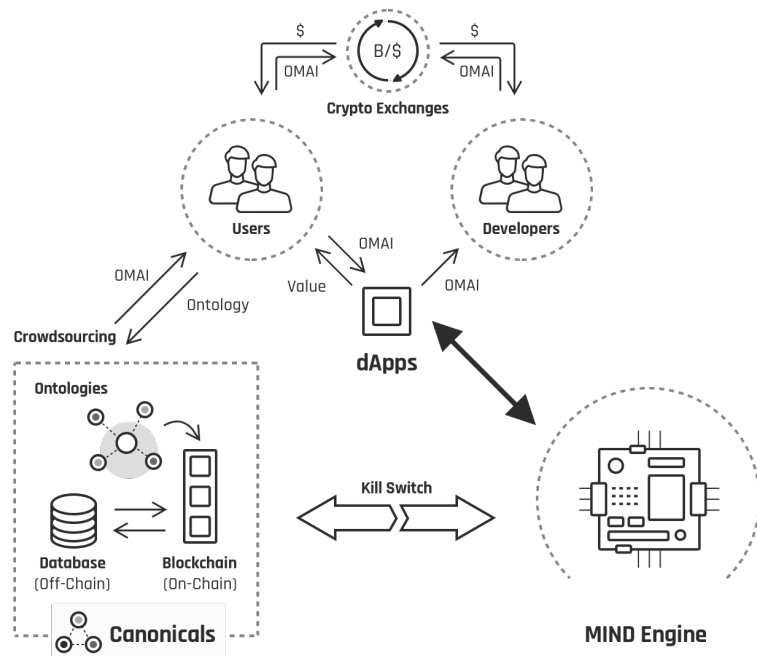 $
B/$
$
OMAI
OMAI
Crypto Exchanges
Users
Developers
OMAI
OMAI
Value
OMAI
Ontology
Crowdsourcing
dApps
Ontologies
Kill Switch
Database
(Off-Chain)
Blockchain
(On-Chain)
Canonicals
MIND Engine